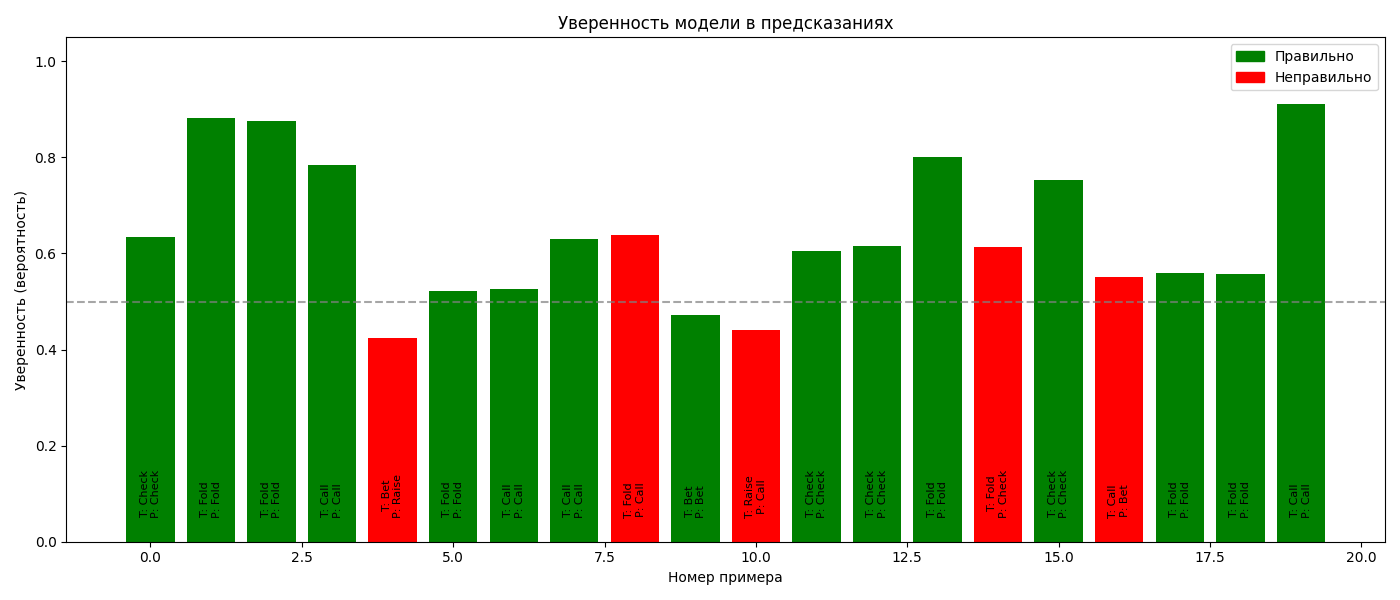 Уверенность модели в предсказаниях
Правильно
Неправильно
Уверенность (вероятность)
1.0
0.8
0.6
0.4
0.2
0.0
T: Check
P: Check
T: Fold
P: Fold
T: Fold
P: Fold
T: Call
P: Call
T: Bet
P: Raise
T: Fold
P: Fold
T: Call
P: Call
T: Call
P: Call
T: Fold
P: Call
T: Bet
P: Bet
T: Raise
P: Call
T: Check
P: Check
T: Check
P: Check
T: Fold
P: Fold
T: Fold
P: Check
T: Check
P: Check
T: Call
P: Bet
T: Fold
P: Fold
T: Fold
P: Fold
T: Call
P: Call
0.0 2.5 5.0 7.5 10.0 12.5 15.0 17.5 20.0
Номер примера